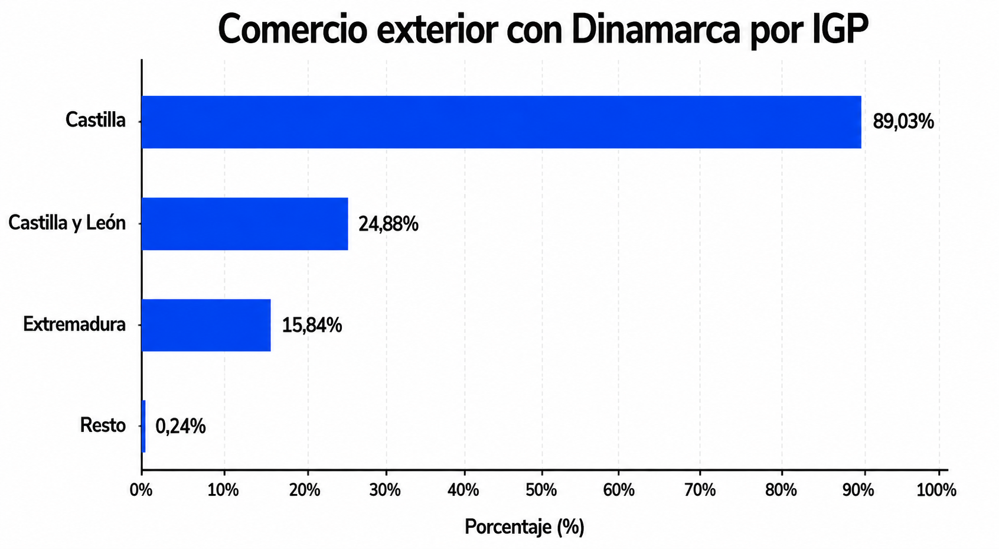 Comercio exterior con Dinamarca por IGP
Castilla
89,03%
Castilla y León
24,88%
Extremadura
15,84%
Resto
0,24%
0% 10% 20% 30% 40% 50% 60% 70% 80% 90% 100%
Porcentaje (%)